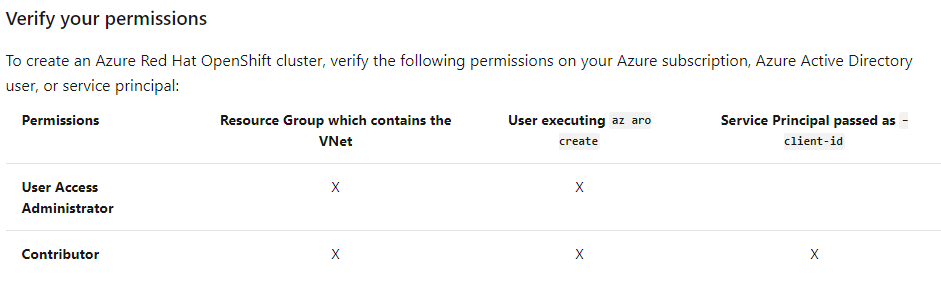 Verify your permissions
To create an Azure Red Hat OpenShift cluster, verify the following permissions on your Azure subscription, Azure Active Directory
user, or service principal:
Permissions Resource Group which contains the VNet User executing az aro create Service Principal passed as -client-id
User Access Administrator X X
Contributor X X X